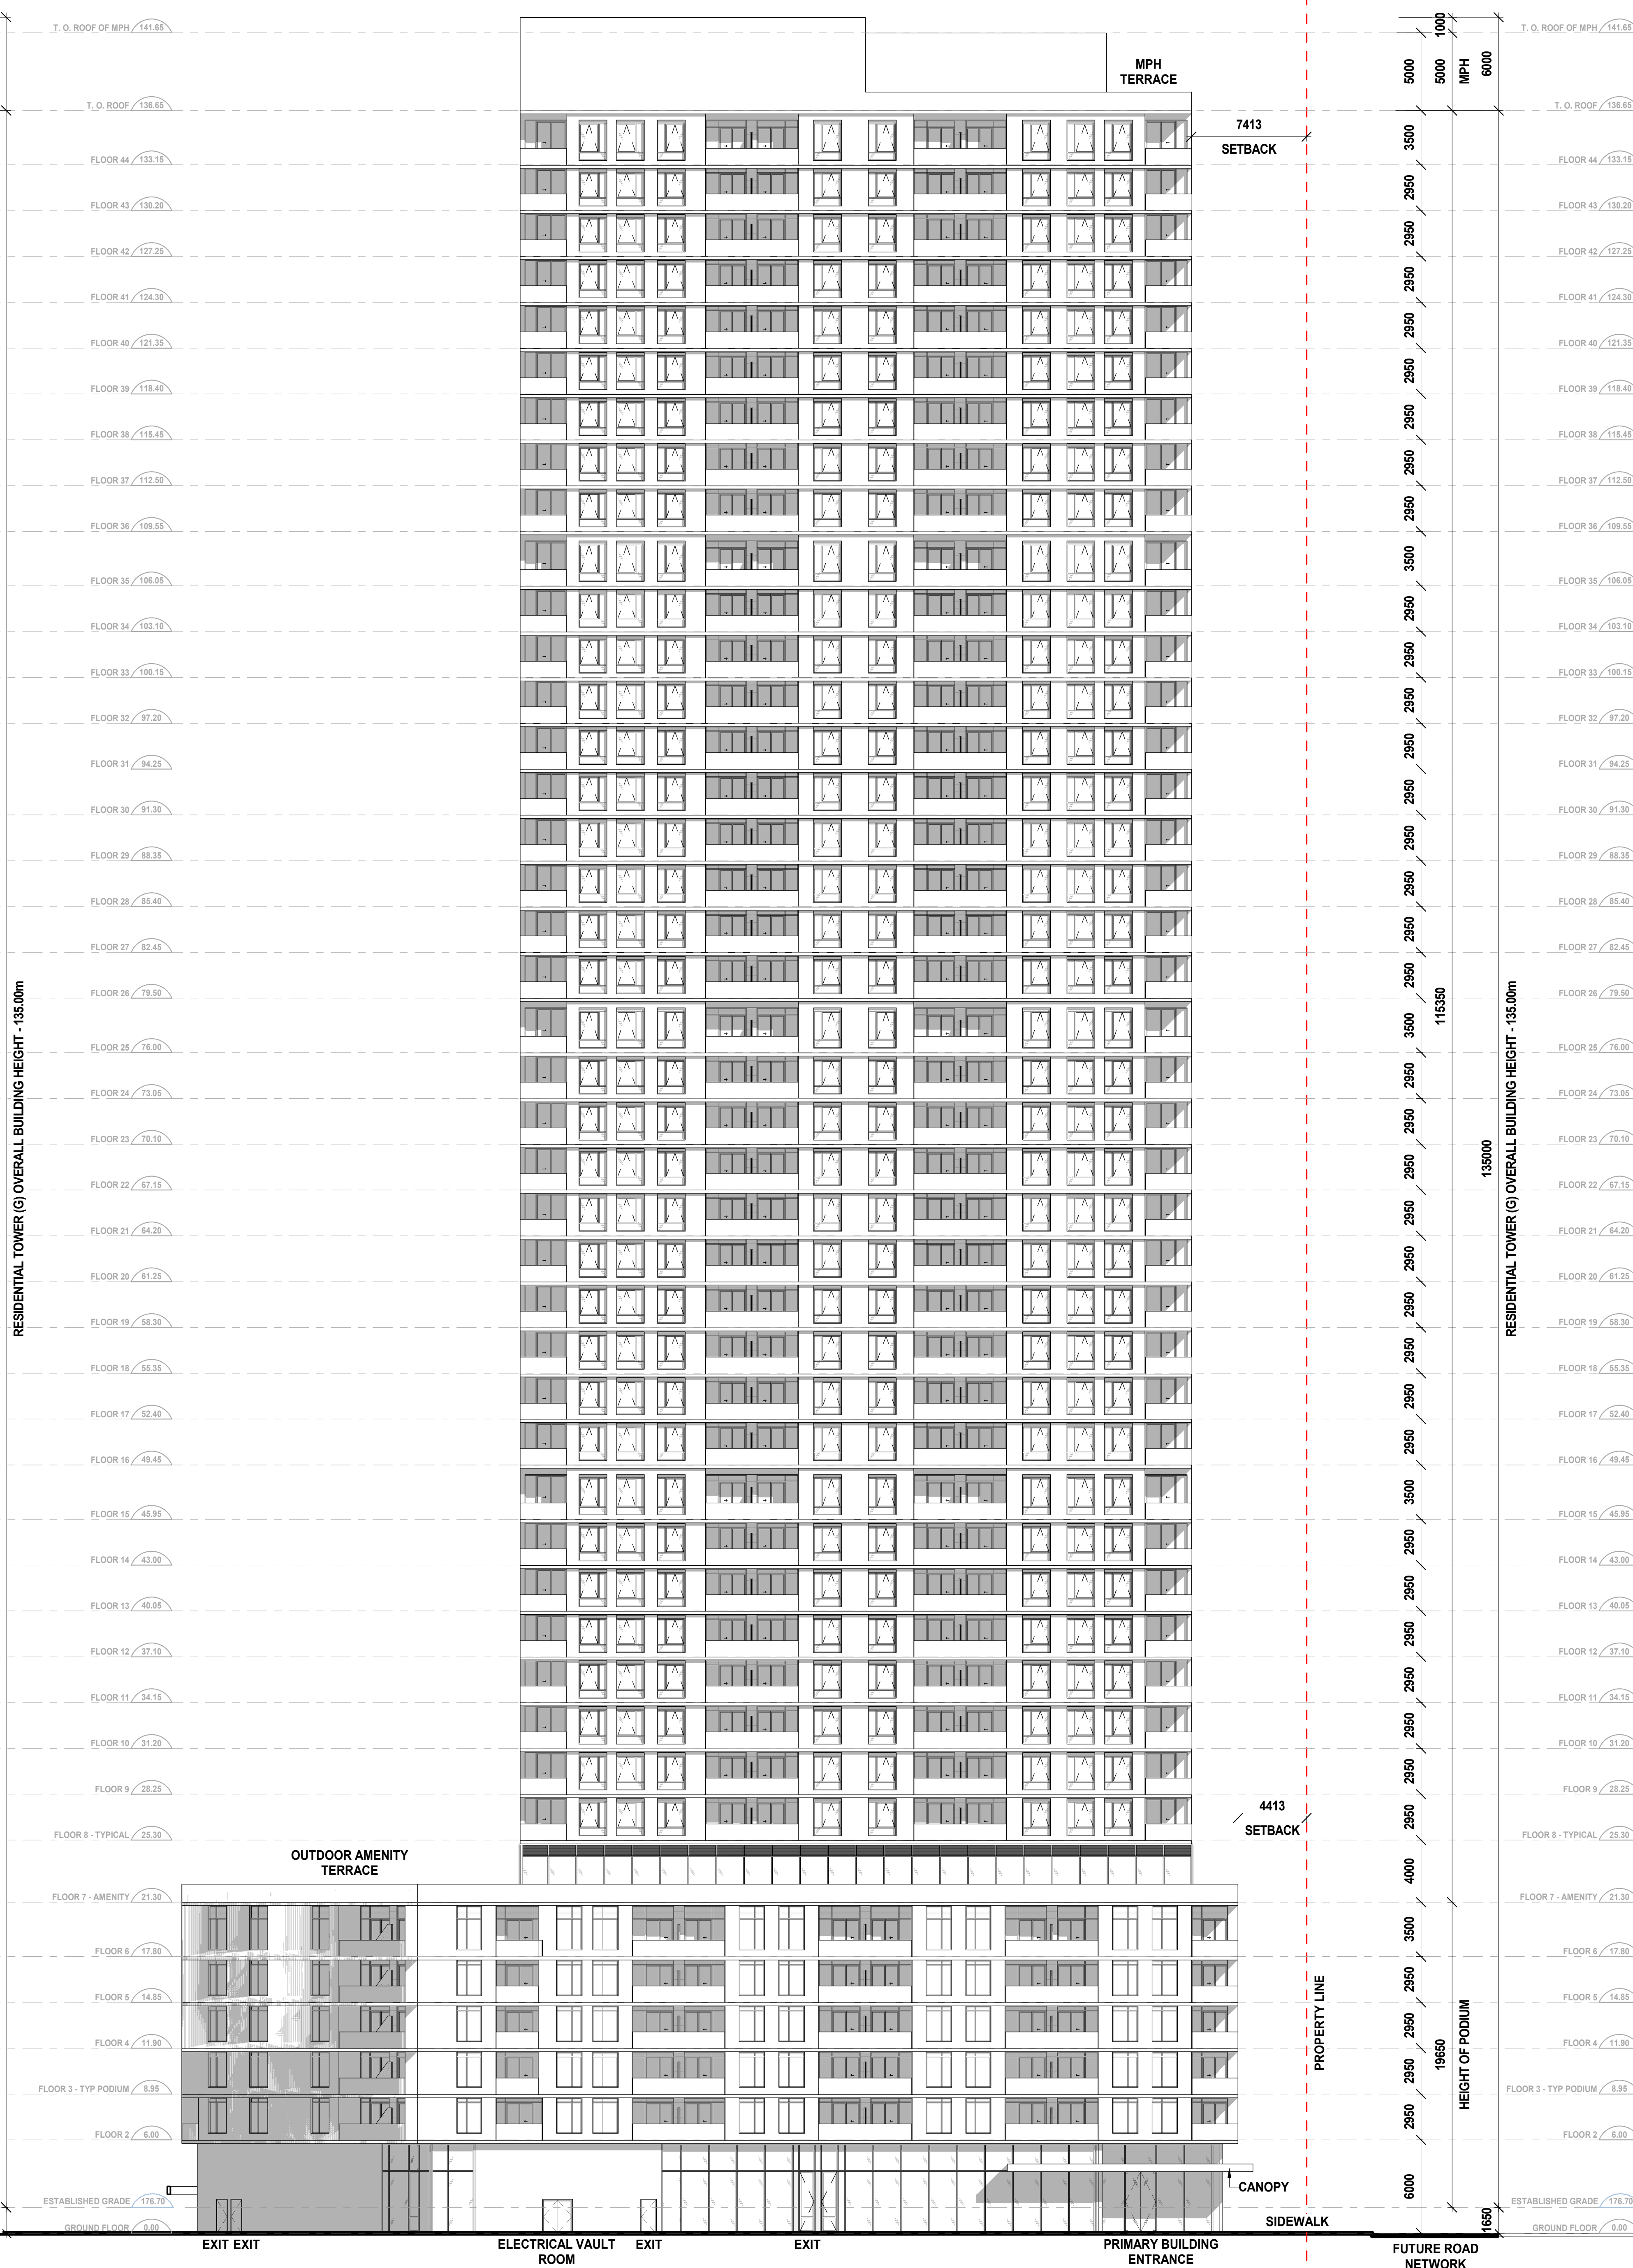 T. O. ROOF OF MPH 141.65
T. O. ROOF 136.65
FLOOR 44 133.15
FLOOR 43 130.20
FLOOR 42 127.25
FLOOR 41 124.30
FLOOR 40 121.35
FLOOR 39 118.40
FLOOR 38 115.45
FLOOR 37 112.50
FLOOR 36 109.55
FLOOR 35 106.05
FLOOR 34 103.10
FLOOR 33 100.15
FLOOR 32 97.20
FLOOR 31 94.25
FLOOR 30 91.30
FLOOR 29 88.35
FLOOR 28 85.40
FLOOR 27 82.45
FLOOR 26 79.50
FLOOR 25 76.00
FLOOR 24 73.05
FLOOR 23 70.10
FLOOR 22 67.15
FLOOR 21 64.20
FLOOR 20 61.25
FLOOR 19 58.30
FLOOR 18 55.35
FLOOR 17 52.40
FLOOR 16 49.45
FLOOR 15 45.95
FLOOR 14 43.00
FLOOR 13 40.05
FLOOR 12 37.10
FLOOR 11 34.15
FLOOR 10 31.20
FLOOR 9 28.25
FLOOR 8 - TYPICAL 25.30
FLOOR 7 - AMENITY 21.30
FLOOR 6 17.80
FLOOR 5 14.85
FLOOR 4 11.90
FLOOR 3 - TYP PODIUM 8.95
FLOOR 2 6.00
ESTABLISHED GRADE 176.70
GROUND FLOOR 0.00
RESIDENTIAL TOWER (G) OVERALL BUILDING HEIGHT - 135.00m
MPH
TERRACE
7413
SETBACK
OUTDOOR AMENITY
TERRACE
4413
SETBACK
PROPERTY LINE
CANOPY
SIDEWALK
EXIT EXIT
ELECTRICAL VAULT
ROOM
EXIT
EXIT
PRIMARY BUILDING
ENTRANCE
FUTURE ROAD
NETWORK
5000
3500
2950
2950
2950
2950
2950
2950
2950
2950
3500
2950
2950
2950
2950
2950
2950
2950
2950
2950
3500
2950
2950
2950
2950
2950
2950
2950
2950
2950
3500
2950
2950
2950
2950
2950
2950
2950
4000
3500
2950
2950
2950
2950
6000
1000
5000
115350
19650
MPH
HEIGHT OF PODIUM
6000
135000
1650
RESIDENTIAL TOWER (G) OVERALL BUILDING HEIGHT - 135.00m
T. O. ROOF OF MPH 141.65
T. O. ROOF 136.65
FLOOR 44 133.15
FLOOR 43 130.20
FLOOR 42 127.25
FLOOR 41 124.30
FLOOR 40 121.35
FLOOR 39 118.40
FLOOR 38 115.45
FLOOR 37 112.50
FLOOR 36 109.55
FLOOR 35 106.05
FLOOR 34 103.10
FLOOR 33 100.15
FLOOR 32 97.20
FLOOR 31 94.25
FLOOR 30 91.30
FLOOR 29 88.35
FLOOR 28 85.40
FLOOR 27 82.45
FLOOR 26 79.50
FLOOR 25 76.00
FLOOR 24 73.05
FLOOR 23 70.10
FLOOR 22 67.15
FLOOR 21 64.20
FLOOR 20 61.25
FLOOR 19 58.30
FLOOR 18 55.35
FLOOR 17 52.40
FLOOR 16 49.45
FLOOR 15 45.95
FLOOR 14 43.00
FLOOR 13 40.05
FLOOR 12 37.10
FLOOR 11 34.15
FLOOR 10 31.20
FLOOR 9 28.25
FLOOR 8 - TYPICAL 25.30
FLOOR 7 - AMENITY 21.30
FLOOR 6 17.80
FLOOR 5 14.85
FLOOR 4 11.90
FLOOR 3 - TYP PODIUM 8.95
FLOOR 2 6.00
ESTABLISHED GRADE 176.70
GROUND FLOOR 0.00